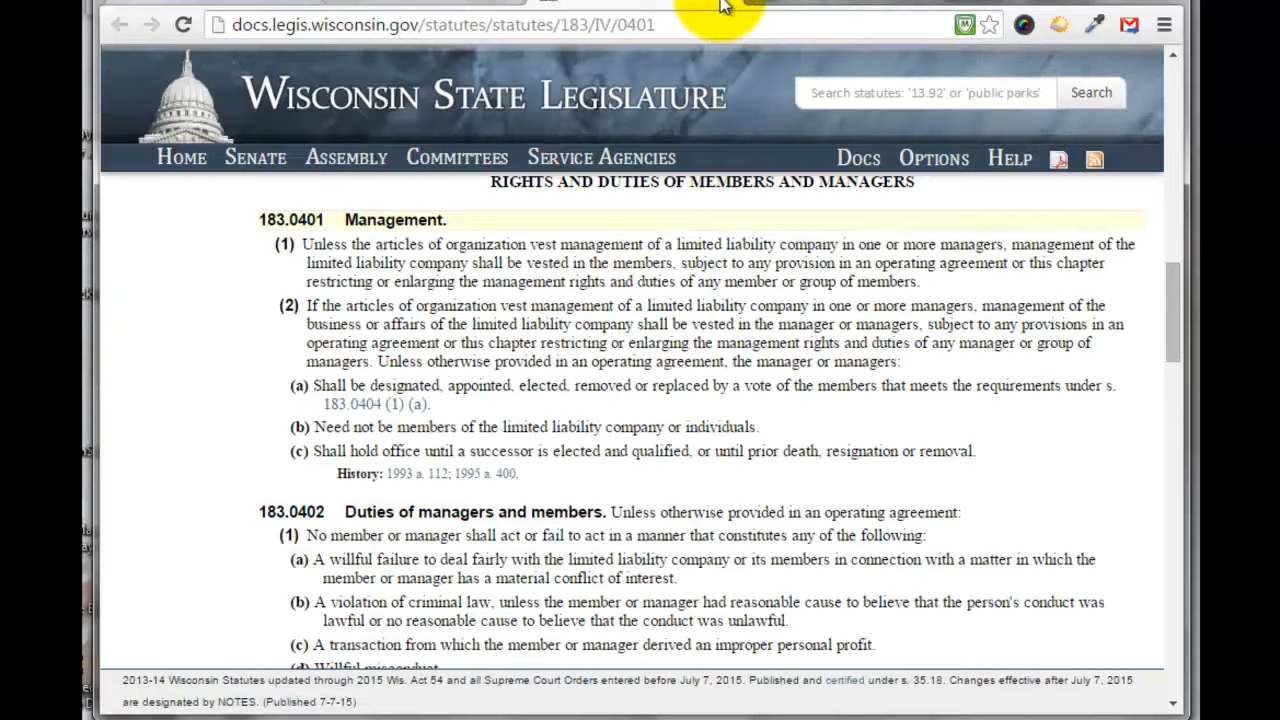 docs.legis.wisconsin.gov/statutes/statutes/183/IV/0401
WISCONSIN STATE LEGISLATURE
Search statutes: '13.92' or 'public parks'
Search
HOME SENATE ASSEMBLY COMMITTEES SERVICE AGENCIES DOCS OPTIONS HELP
RIGHTS AND DUTIES OF MEMBERS AND MANAGERS
183.0401 Management.
(1) Unless the articles of organization vest management of a limited liability company in one or more managers, management of the
limited liability company shall be vested in the members, subject to any provision in an operating agreement or this chapter
restricting or enlarging the management rights and duties of any member or group of members.
(2) If the articles of organization vest management of a limited liability company in one or more managers, management of the
business or affairs of the limited liability company shall be vested in the manager or managers, subject to any provisions in an
operating agreement or this chapter restricting or enlarging the management rights and duties of any manager or group of
managers. Unless otherwise provided in an operating agreement, the manager or managers:
(a) Shall be designated, appointed, elected, removed or replaced by a vote of the members that meets the requirements under s.
183.0404 (1) (a).
(b) Need not be members of the limited liability company or individuals.
(c) Shall hold office until a successor is elected and qualified, or until prior death, resignation or removal.
History: 1993 a. 112; 1995 a. 400.
183.0402 Duties of managers and members. Unless otherwise provided in an operating agreement:
(1) No member or manager shall act or fail to act in a manner that constitutes any of the following:
(a) A willful failure to deal fairly with the limited liability company or its members in connection with a matter in which the
member or manager has a material conflict of interest.
(b) A violation of criminal law, unless the member or manager had reasonable cause to believe that the person's conduct was
lawful or no reasonable cause to believe that the conduct was unlawful.
(c) A transaction from which the member or manager derived an improper personal profit.
(d) Willful misconduct.
2013-14 Wisconsin Statutes updated through 2015 Wis. Act 54 and all Supreme Court Orders entered before July 7, 2015. Published and certified under s. 35.18. Changes effective after July 7, 2015
are designated by NOTES. (Published 7-7-15)